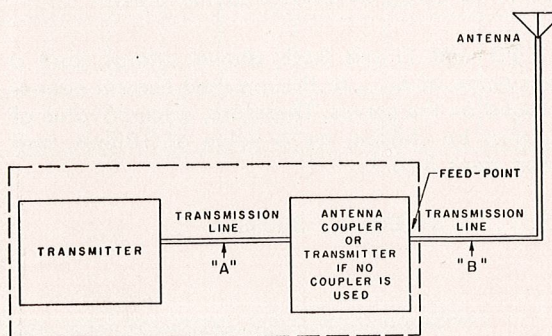 ANTENNA
FEED-POINT
TRANSMITTER
TRANSMISSION
LINE
"A"
ANTENNA
COUPLER
OR
TRANSMITTER
IF NO
COUPLER IS
USED
TRANSMISSION
LINE
"B"